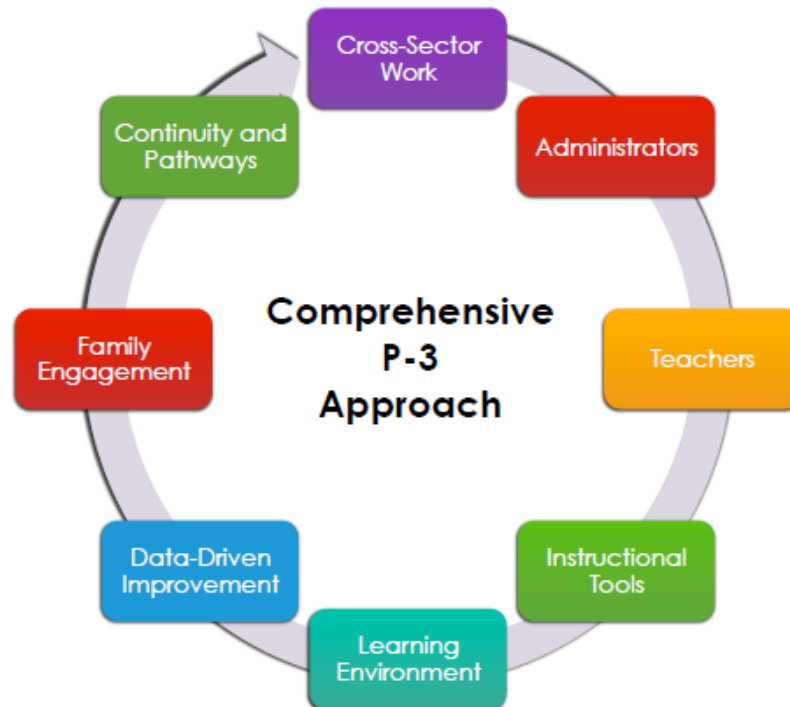 Cross-Sector
Work
Administrators
Teachers
Instructional
Tools
Learning
Environment
Data-Driven
Improvement
Family
Engagement
Continuity and
Pathways
Comprehensive
P-3
Approach